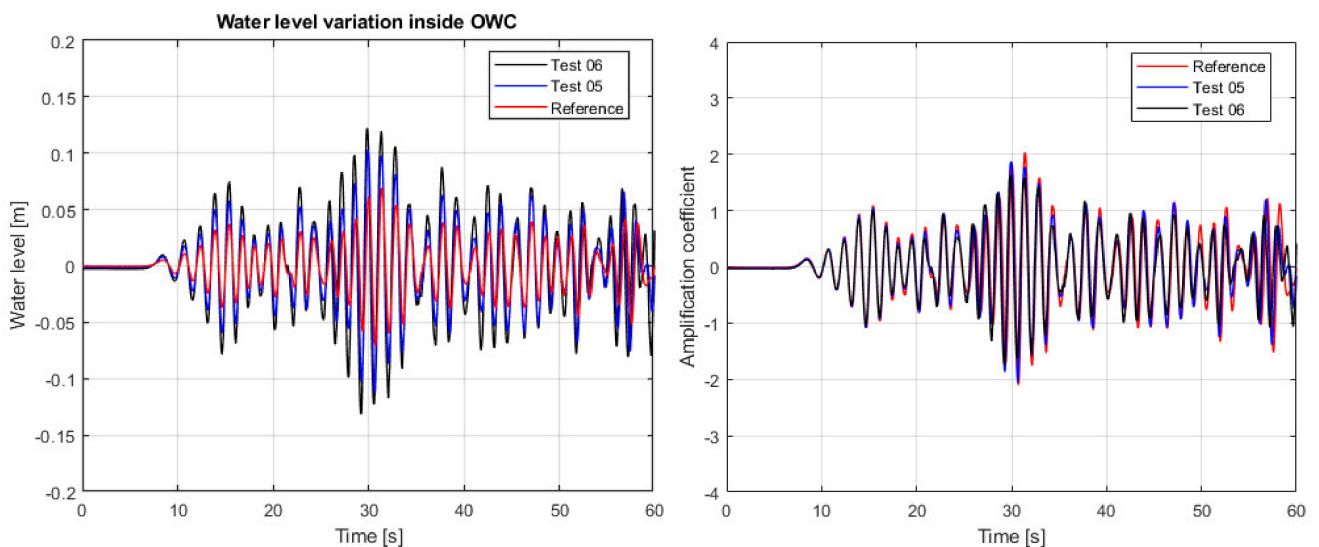 Water level variation inside OWC
0.2
0.15
0.1
0.05
0
-0.05
-0.1
-0.15
-0.2
Water level [m]
Test 06
Test 05
Reference
0 10 20 30 40 50 60
Time [s]
4
3
2
1
0
-1
-2
-3
-4
Amplification coefficient
Reference
Test 05
Test 06
0 10 20 30 40 50 60
Time [s]